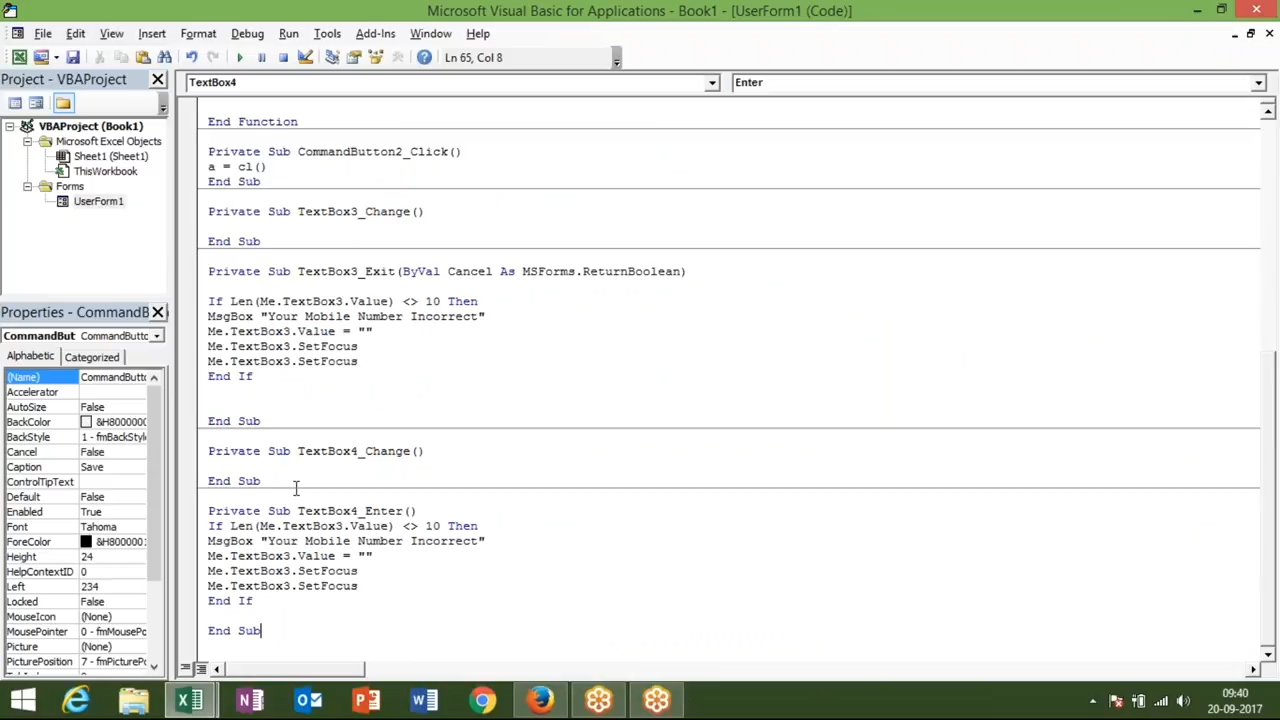 Microsoft Visual Basic for Applications - Book1 - [UserForm1 (Code)]
File Edit View Insert Format Debug Run Tools Add-Ins Window Help
Ln 65, Col 8
Project - VBAProject
TextBox4
Enter
VBAProject (Book1)
Microsoft Excel Objects
Sheet1 (Sheet1)
ThisWorkbook
Forms
UserForm1
End Function
Private Sub CommandButton2_Click()
a = cl()
End Sub
Private Sub TextBox3_Change()
End Sub
Private Sub TextBox3_Exit(ByVal Cancel As MSForms.ReturnBoolean)
If Len(Me.TextBox3.Value) <> 10 Then
MsgBox "Your Mobile Number Incorrect"
Me.TextBox3.Value = ""
Me.TextBox3.SetFocus
Me.TextBox3.SetFocus
End If
End Sub
Private Sub TextBox4_Change()
End Sub
Private Sub TextBox4_Enter()
If Len(Me.TextBox3.Value) <> 10 Then
MsgBox "Your Mobile Number Incorrect"
Me.TextBox3.Value = ""
Me.TextBox3.SetFocus
Me.TextBox3.SetFocus
End If
End Sub
Properties - CommandB
CommandBut CommandButto
Alphabetic Categorized
(Name) CommandButto
Accelerator
AutoSize False
BackColor &H8000000
BackStyle 1 - fmBackStyl
Cancel False
Caption Save
ControlTipText
Default False
Enabled True
Font Tahoma
ForeColor &H8000001
Height 24
HelpContextID 0
Left 234
Locked False
MouseIcon (None)
MousePointer 0 - fmMousePo
Picture (None)
PicturePosition 7 - fmPicturePo
09:40
20-09-2017